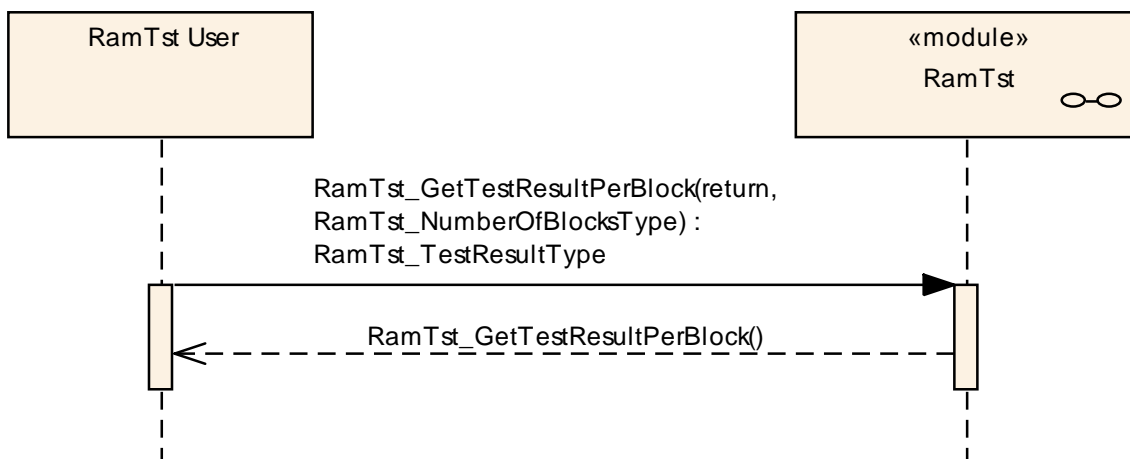 RamTst User
«module»
RamTst
RamTst_GetTestResultPerBlock(return,
RamTst_NumberOfBlocksType) :
RamTst_TestResultType
RamTst_GetTestResultPerBlock()